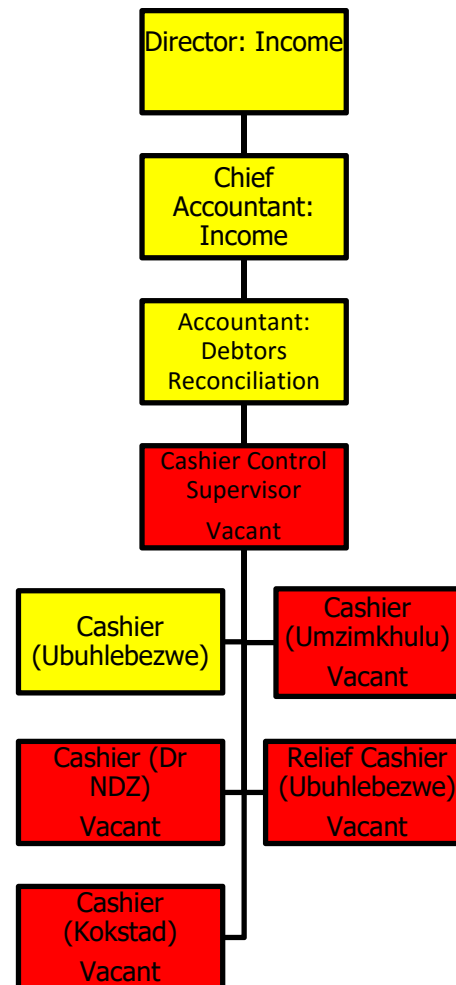 Director: Income
Chief
Accountant:
Income
Accountant:
Debtors
Reconciliation
Cashier Control
Supervisor
Vacant
Cashier
(Ubuhlebezwe)
Cashier
(Umzimkhulu)
Vacant
Cashier (Dr
NDZ)
Vacant
Relief Cashier
(Ubuhlebezwe)
Vacant
Cashier
(Kokstad)
Vacant